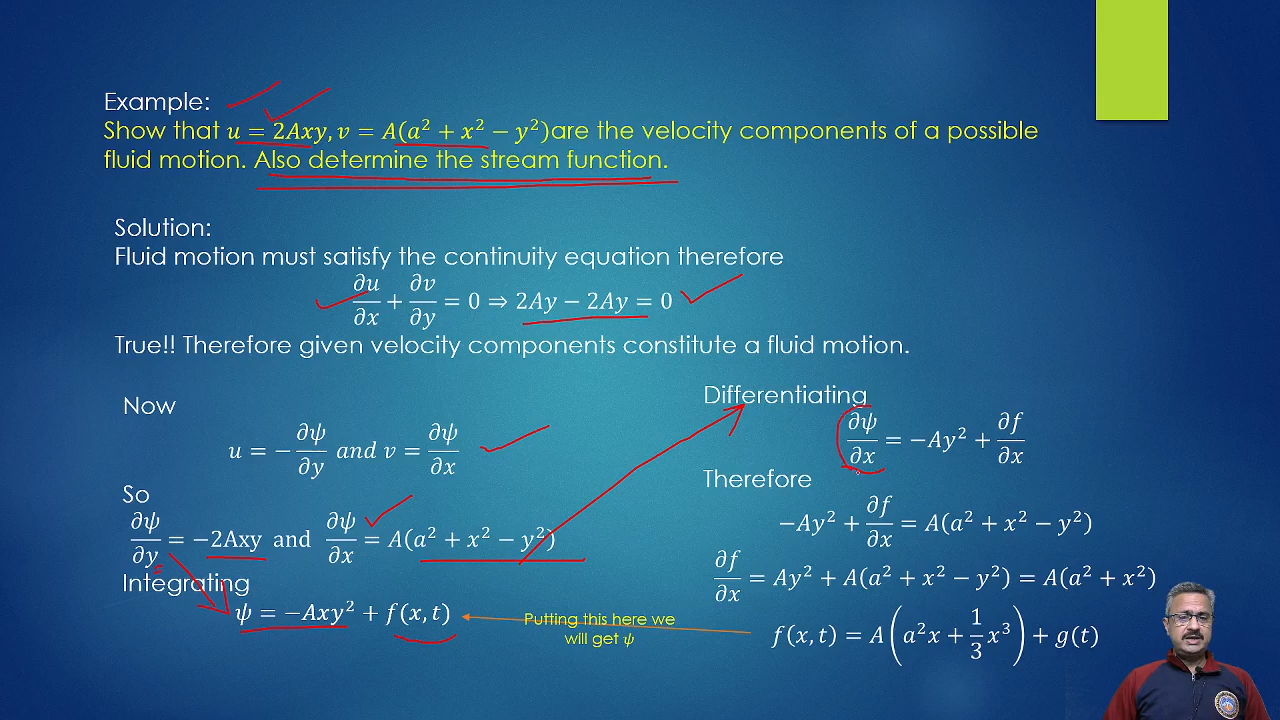 Example:
Show that u = 2Axy, v = A(a² + x² − y²)are the velocity components of a possible
fluid motion. Also determine the stream function.
Solution:
Fluid motion must satisfy the continuity equation therefore
∂u/∂x + ∂v/∂y = 0 ⇒ 2Ay − 2Ay = 0
True!! Therefore given velocity components constitute a fluid motion.
Now
u = −∂ψ/∂y and v = ∂ψ/∂x
So
∂ψ/∂y = −2Axy and ∂ψ/∂x = A(a² + x² − y²)
Integrating
ψ = −Axy² + f(x, t)
Putting this here we
will get ψ
Differentiating
∂ψ/∂x = −Ay² + ∂f/∂x
Therefore
−Ay² + ∂f/∂x = A(a² + x² − y²)
∂f/∂x = Ay² + A(a² + x² − y²) = A(a² + x²)
f(x, t) = A(a²x + 1/3 x³) + g(t)